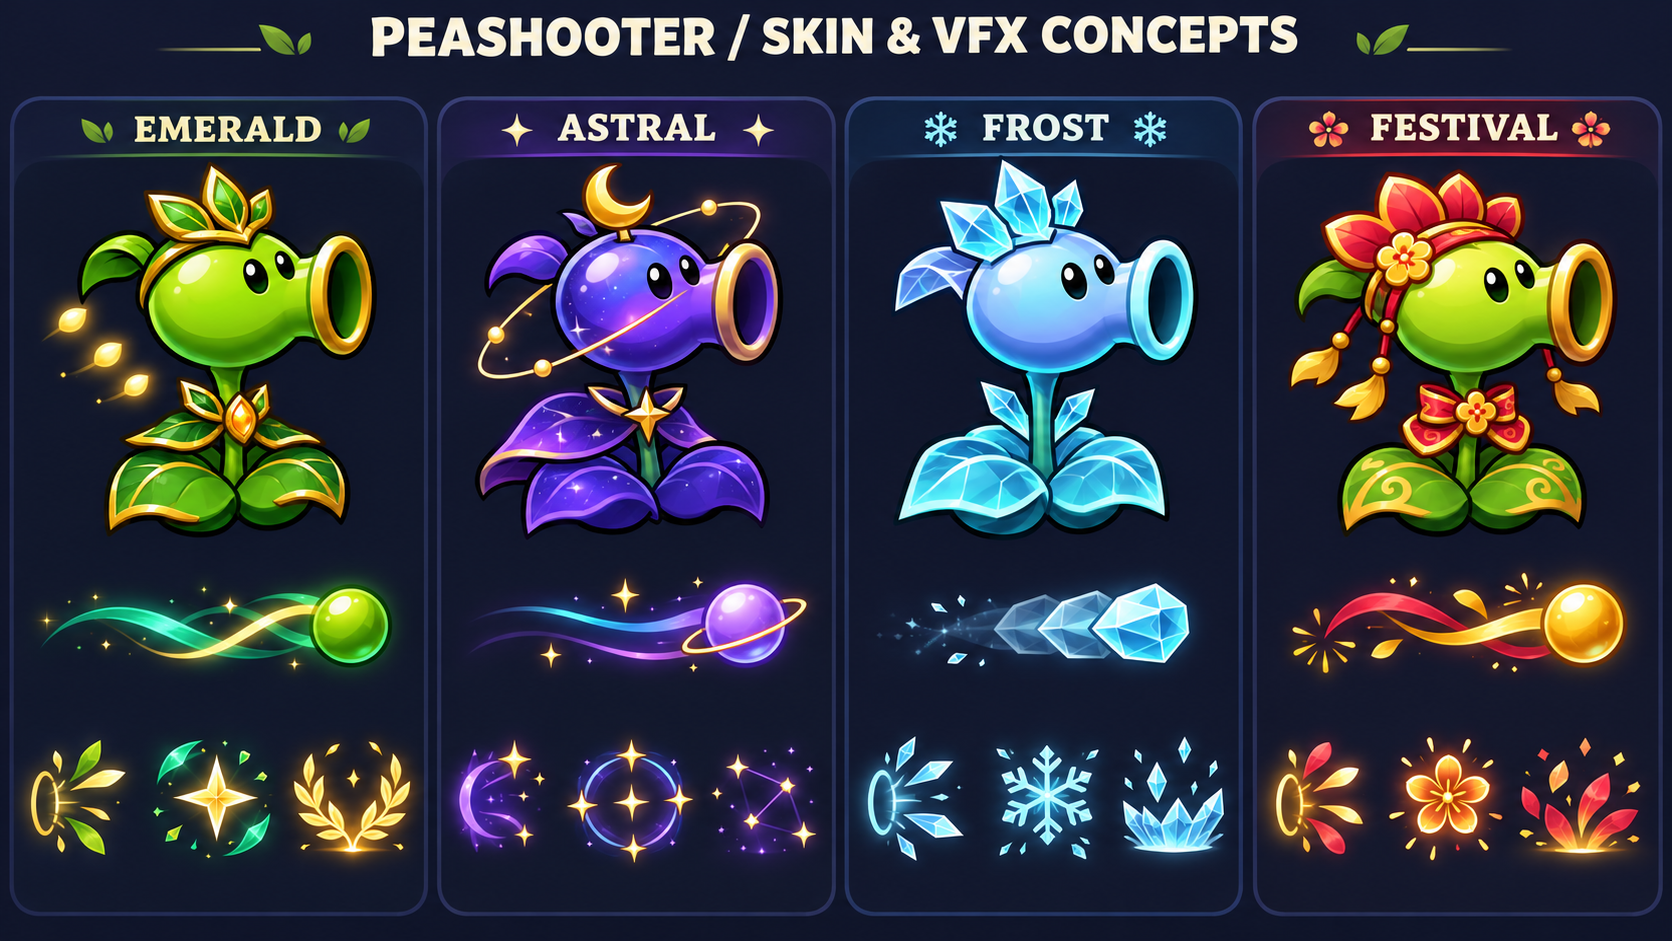 PEASHOOTER / SKIN & VFX CONCEPTS
EMERALD
ASTRAL
FROST
FESTIVAL